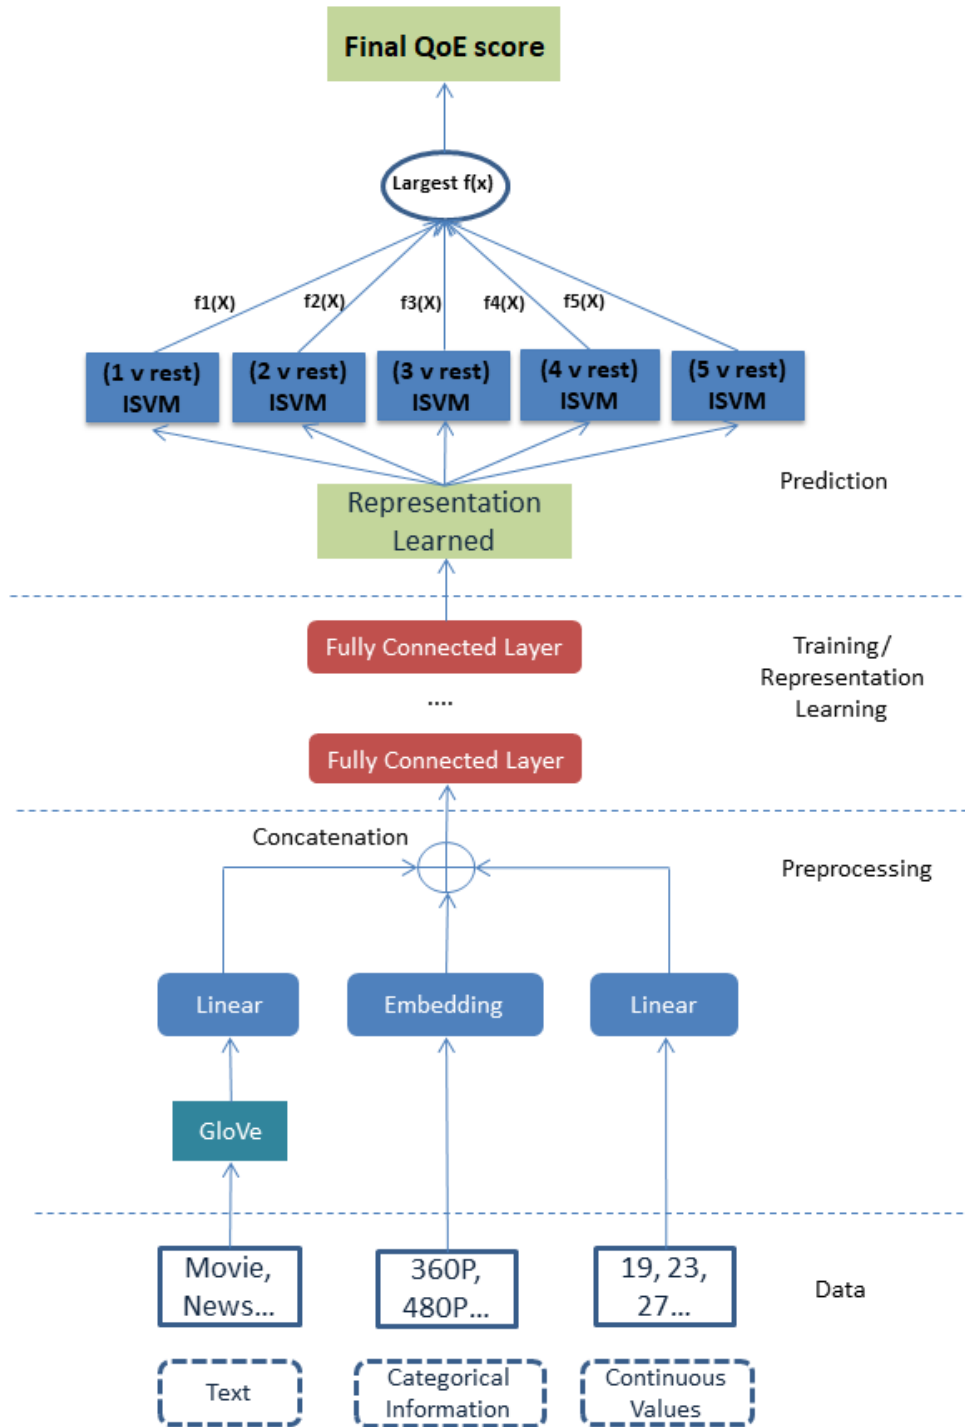 Final QoE score
Largest f(x)
f1(X)
f2(X)
f3(X)
f4(X)
f5(X)
(1 v rest)
ISVM
(2 v rest)
ISVM
(3 v rest)
ISVM
(4 v rest)
ISVM
(5 v rest)
ISVM
Prediction
Representation
Learned
Fully Connected Layer
....
Fully Connected Layer
Training/
Representation
Learning
Concatenation
Preprocessing
Linear
Embedding
Linear
GloVe
Movie,
News...
360P,
480P...
19, 23,
27...
Data
Text
Categorical
Information
Continuous
Values